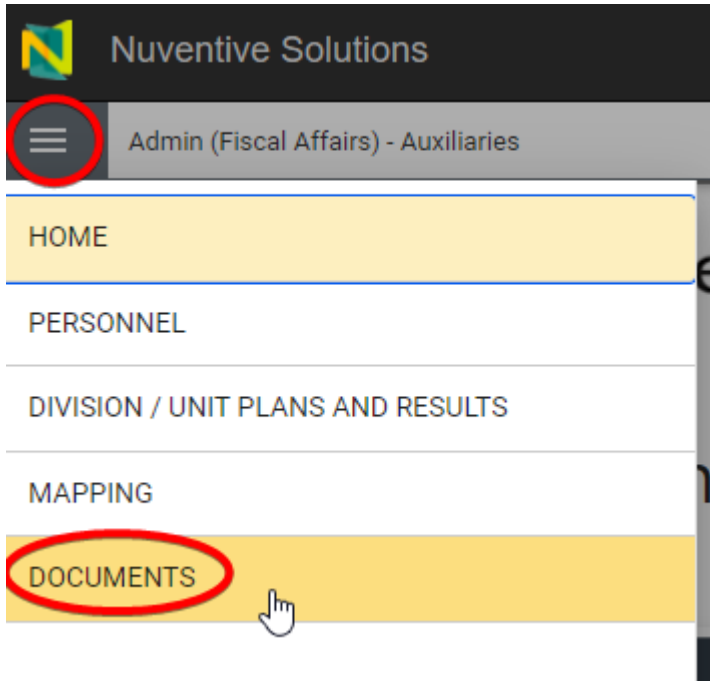 Nuventive Solutions
Admin (Fiscal Affairs) - Auxiliaries
HOME
PERSONNEL
DIVISION / UNIT PLANS AND RESULTS
MAPPING
DOCUMENTS